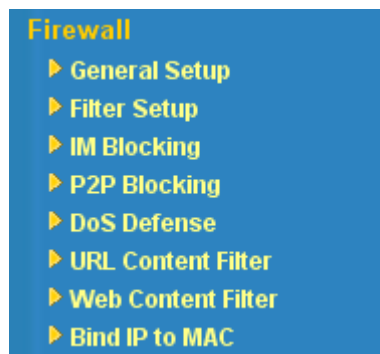 Firewall
General Setup
Filter Setup
IM Blocking
P2P Blocking
DoS Defense
URL Content Filter
Web Content Filter
Bind IP to MAC